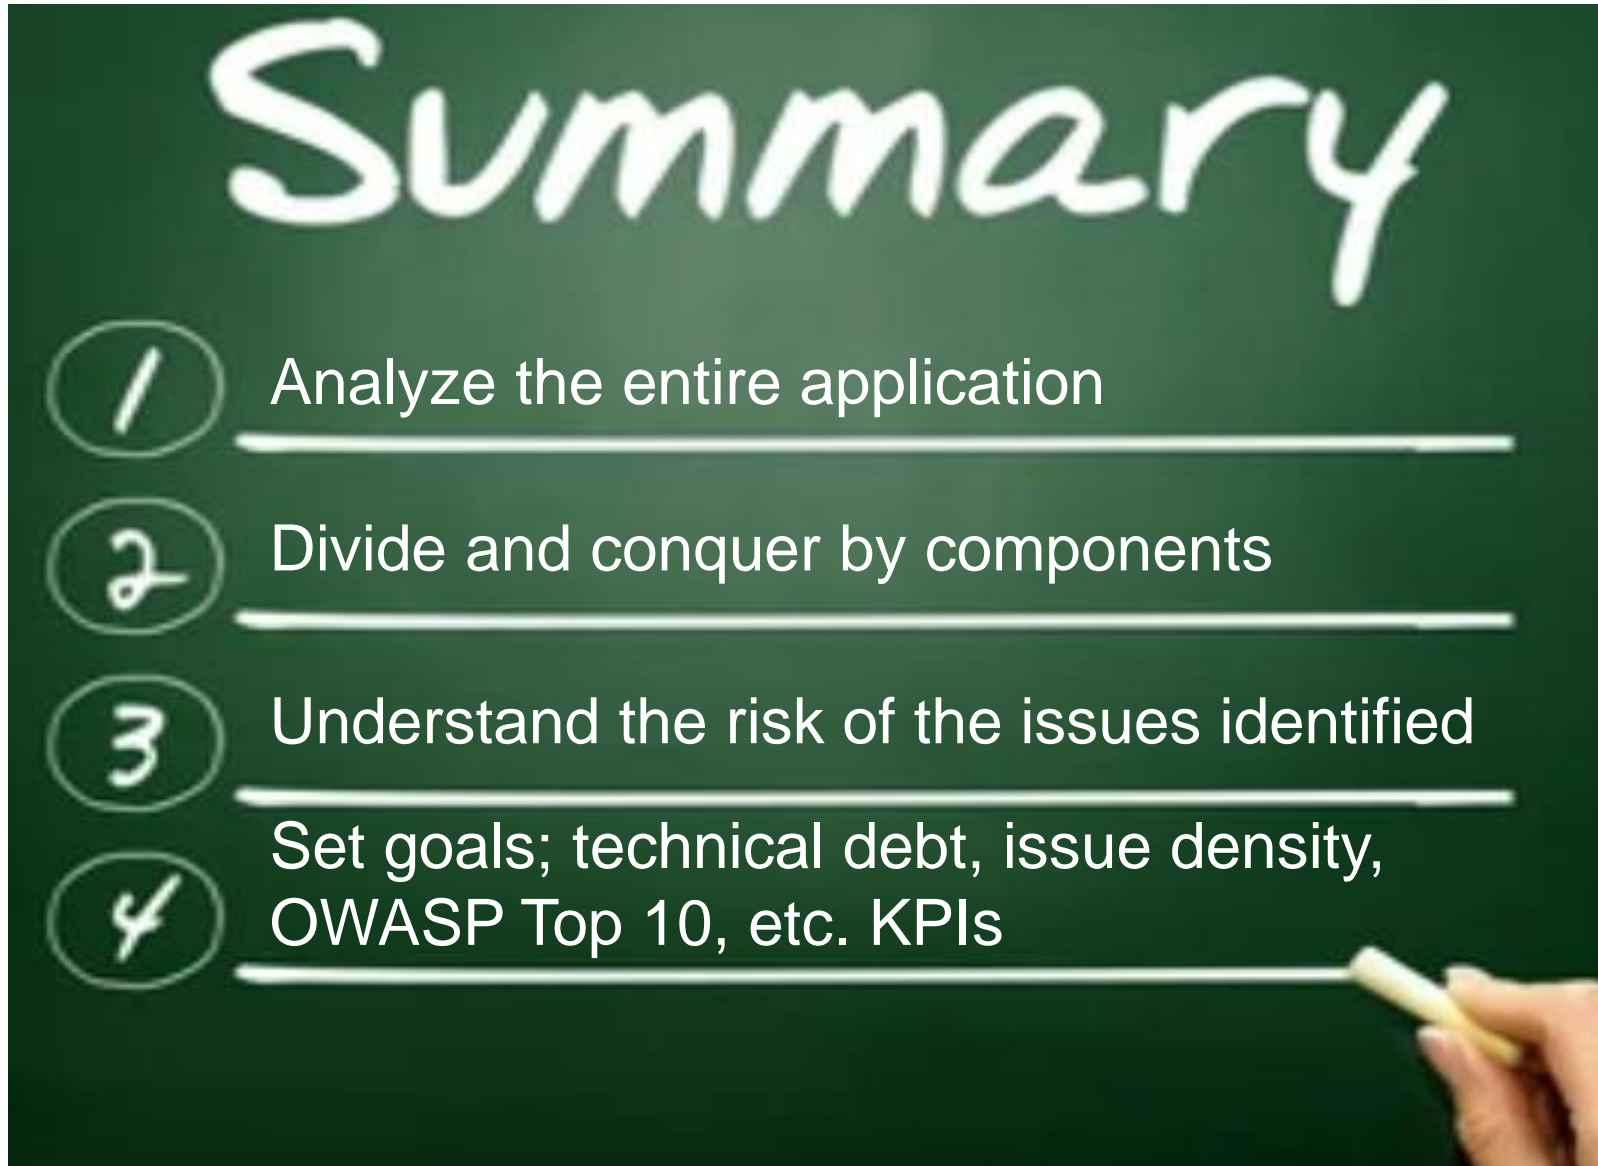 Summary
1
Analyze the entire application
2
Divide and conquer by components
3
Understand the risk of the issues identified
4
Set goals; technical debt, issue density,
OWASP Top 10, etc. KPIs